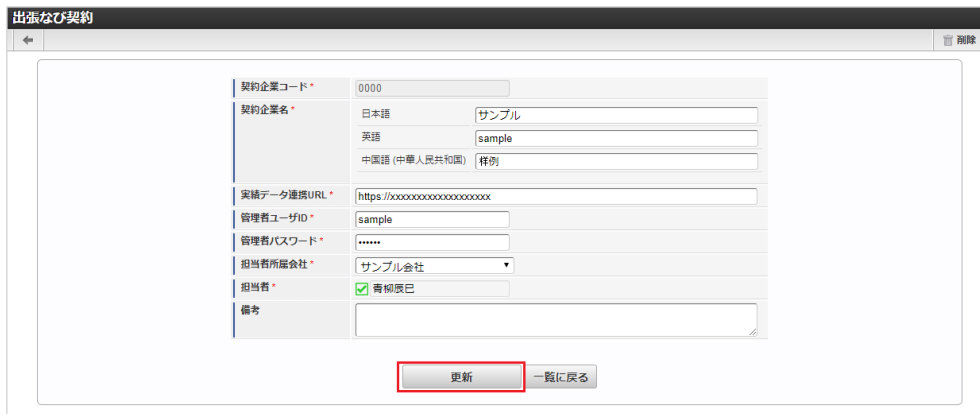 出張なび契約
削除
契約企業コード * 0000
契約企業名 *
日本語 サンプル
英語 sample
中国語 (中華人民共和国) 样例
実績データ連携URL * https://xxxxxxxxxxxxxxxxxxx
管理者ユーザID * sample
管理者パスワード * ••••••
担当者所属会社 * サンプル会社
担当者 * 青柳辰巳
備考
更新 一覧に戻る